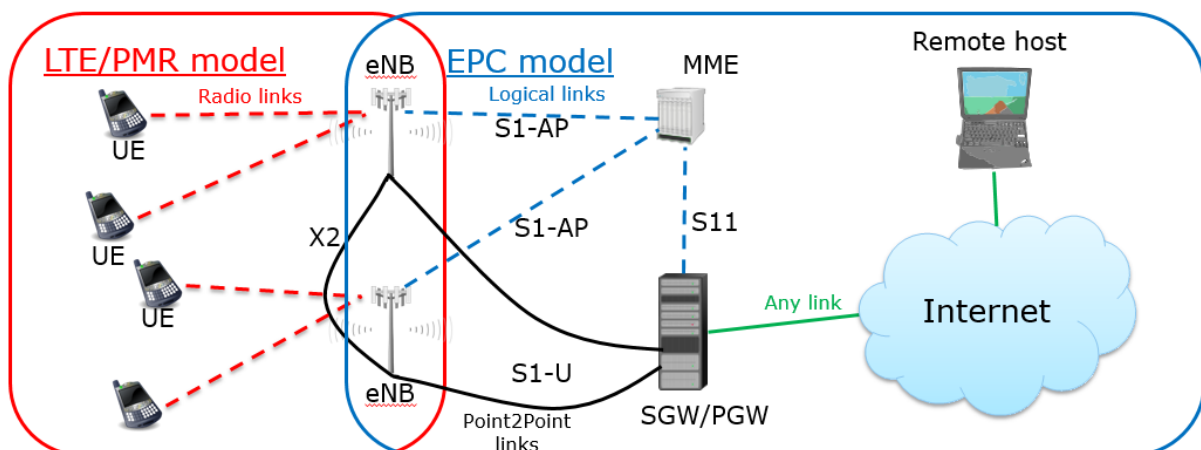 LTE/PMR model
eNB
EPC model
MME
Remote host
Radio links
Logical links
S1-AP
UE
UE
X2
S1-AP
S11
UE
Any link
Internet
S1-U
eNB
SGW/PGW
Point2Point
links